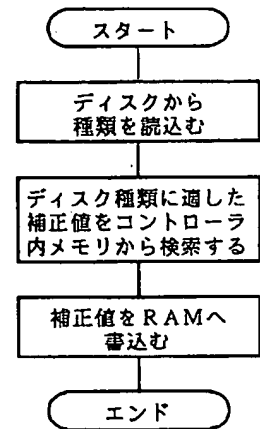 スタート
ディスクから
種類を読込む
ディスク種類に適した
補正値をコントローラ
内メモリから検索する
補正値をRAMへ
書込む
エンド